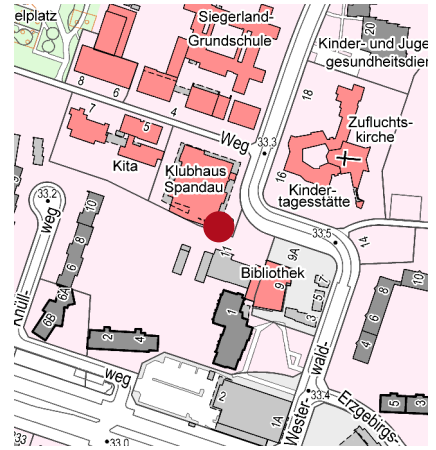 elplatz
Siegerland-
Grundschule
20
Kinder- und Juge
gesundheitsdier
8
6
4
Weg
18
33.3
7
5
Kita
Klubhaus
Spandau
Zufluchts-
kirche
16
Kinder-
tagesstätte
33.2
weg
10
8
6
6A
6B
Knüll-
11
9A
33.5
14
Bibliothek
9
7
5
3
1
10
8
6
4
2
4
weg
wald-
Wester-
2
1A
33.4
Erzgebirgs-
5
3
33.0